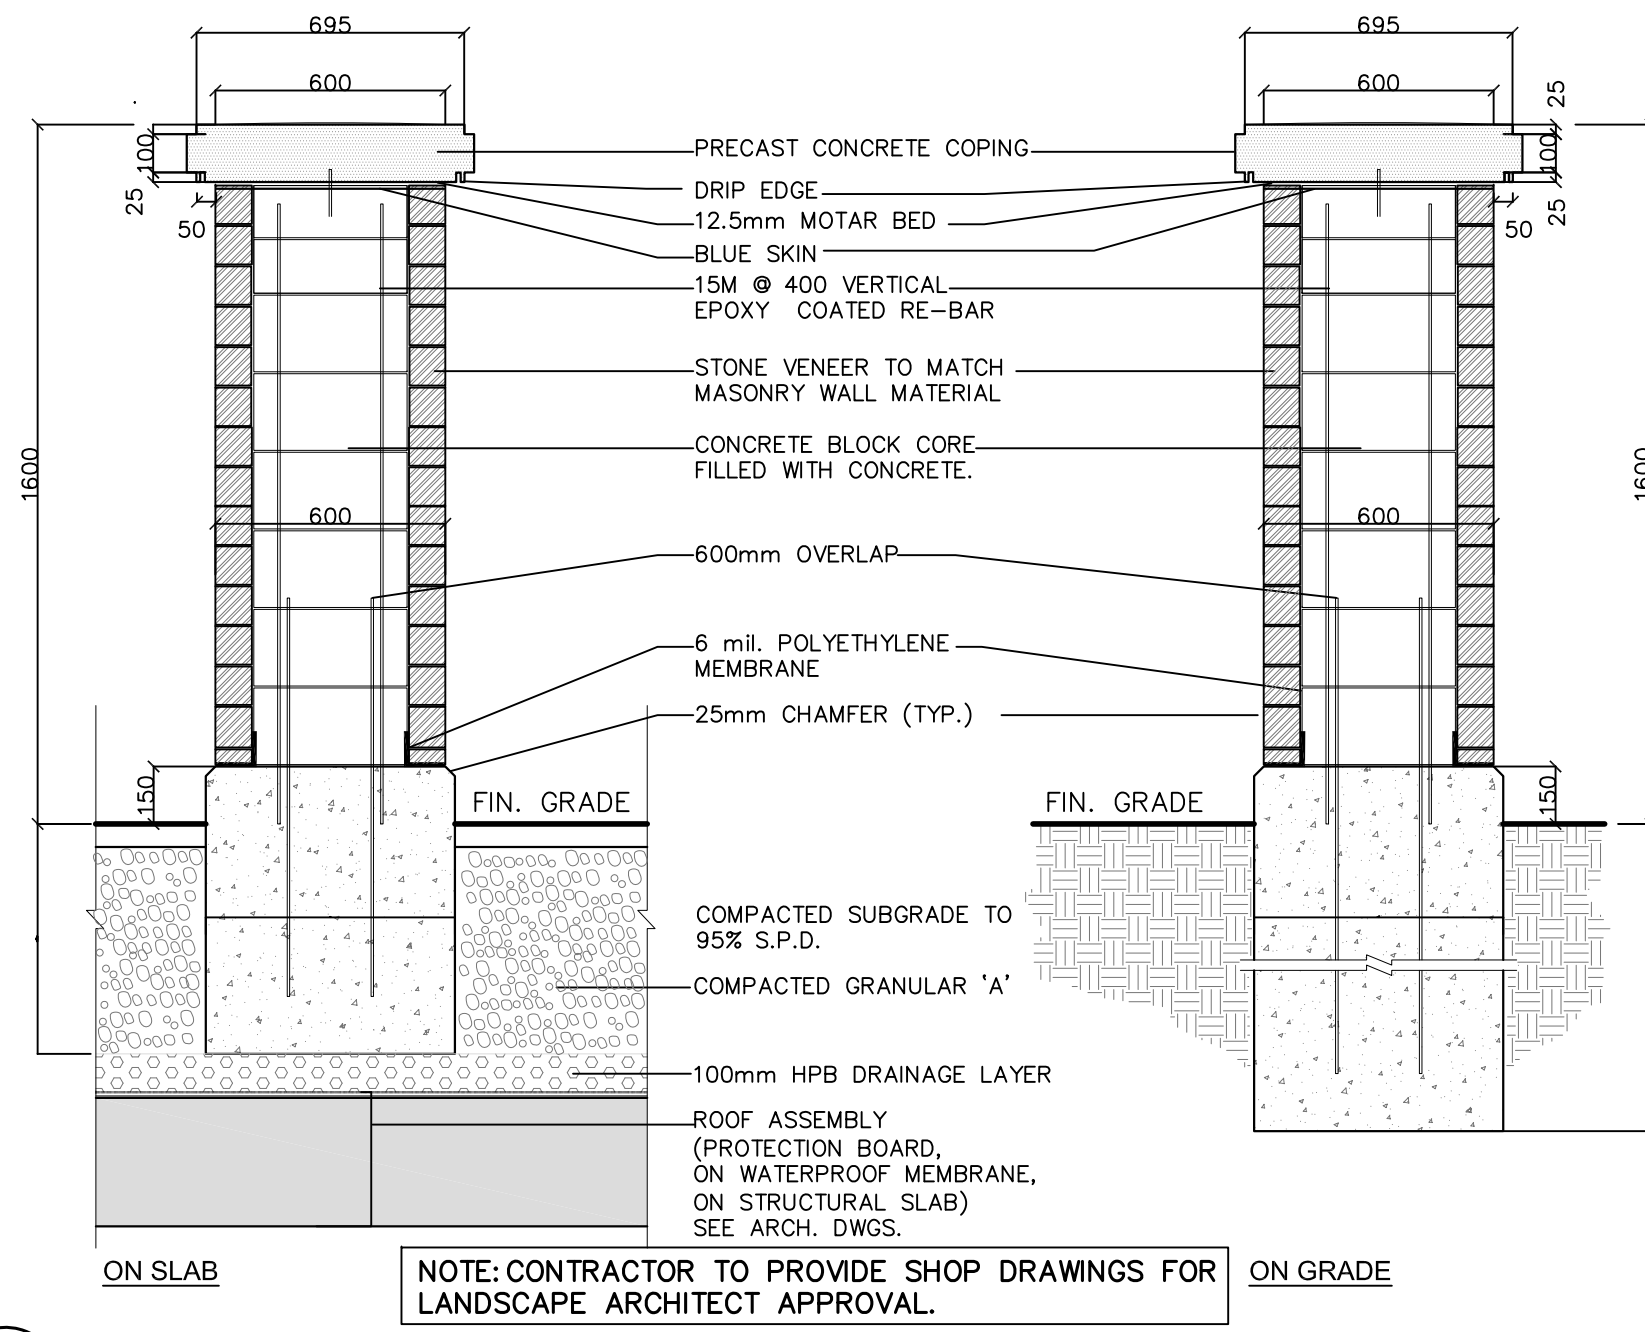 695
695
600
600
25
100
PRECAST CONCRETE COPING
100
25
DRIP EDGE
25
50
12.5mm MOTAR BED
50
BLUE SKIN
15M @ 400 VERTICAL
EPOXY COATED RE-BAR
STONE VENEER TO MATCH
MASONRY WALL MATERIAL
1600
CONCRETE BLOCK CORE
FILLED WITH CONCRETE.
1600
600
600
600mm OVERLAP
6 mil. POLYETHYLENE
MEMBRANE
25mm CHAMFER (TYP.)
150
FIN. GRADE
FIN. GRADE
150
COMPACTED SUBGRADE TO
95% S.P.D.
COMPACTED GRANULAR 'A'
100mm HPB DRAINAGE LAYER
ROOF ASSEMBLY
(PROTECTION BOARD,
ON WATERPROOF MEMBRANE,
ON STRUCTURAL SLAB)
SEE ARCH. DWGS.
ON SLAB
NOTE: CONTRACTOR TO PROVIDE SHOP DRAWINGS FOR
LANDSCAPE ARCHITECT APPROVAL.
ON GRADE